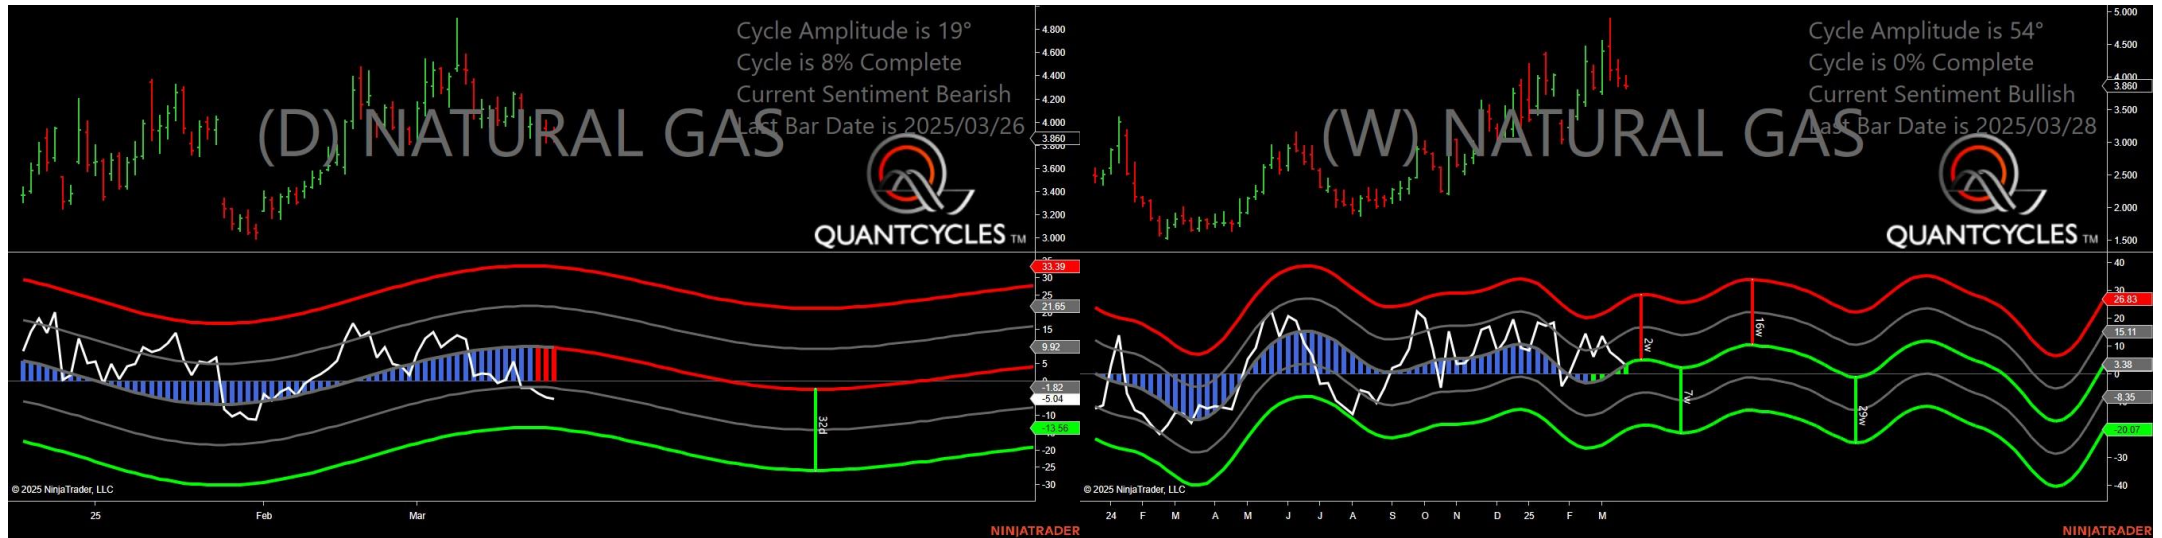 Cycle Amplitude is 19°
Cycle is 8% Complete
Current Sentiment Bearish
Last Bar Date is 2025/03/26
(D) NATURAL GAS
QUANTCYCLES TM
4.800
4.600
4.400
4.200
4.000
3.860
3.800
3.600
3.400
3.200
3.000
33.39
30
25
21.65
15
9.92
5
-1.82
-5.04
-10
-13.56
-20
-25
-30
32d
© 2025 NinjaTrader, LLC
25
Feb
Mar
NINJATRADER
Cycle Amplitude is 54°
Cycle is 0% Complete
Current Sentiment Bullish
Last Bar Date is 2025/03/28
(W) NATURAL GAS
QUANTCYCLES TM
5.000
4.500
4.000
3.860
3.500
3.000
2.500
2.000
1.500
40
30
26.83
20
15.11
10
3.38
0
-8.35
-20.07
-30
-40
2w
7w
16w
29w
© 2025 NinjaTrader, LLC
24
F
M
A
M
J
J
A
S
O
N
D
25
F
M
NINJATRADER